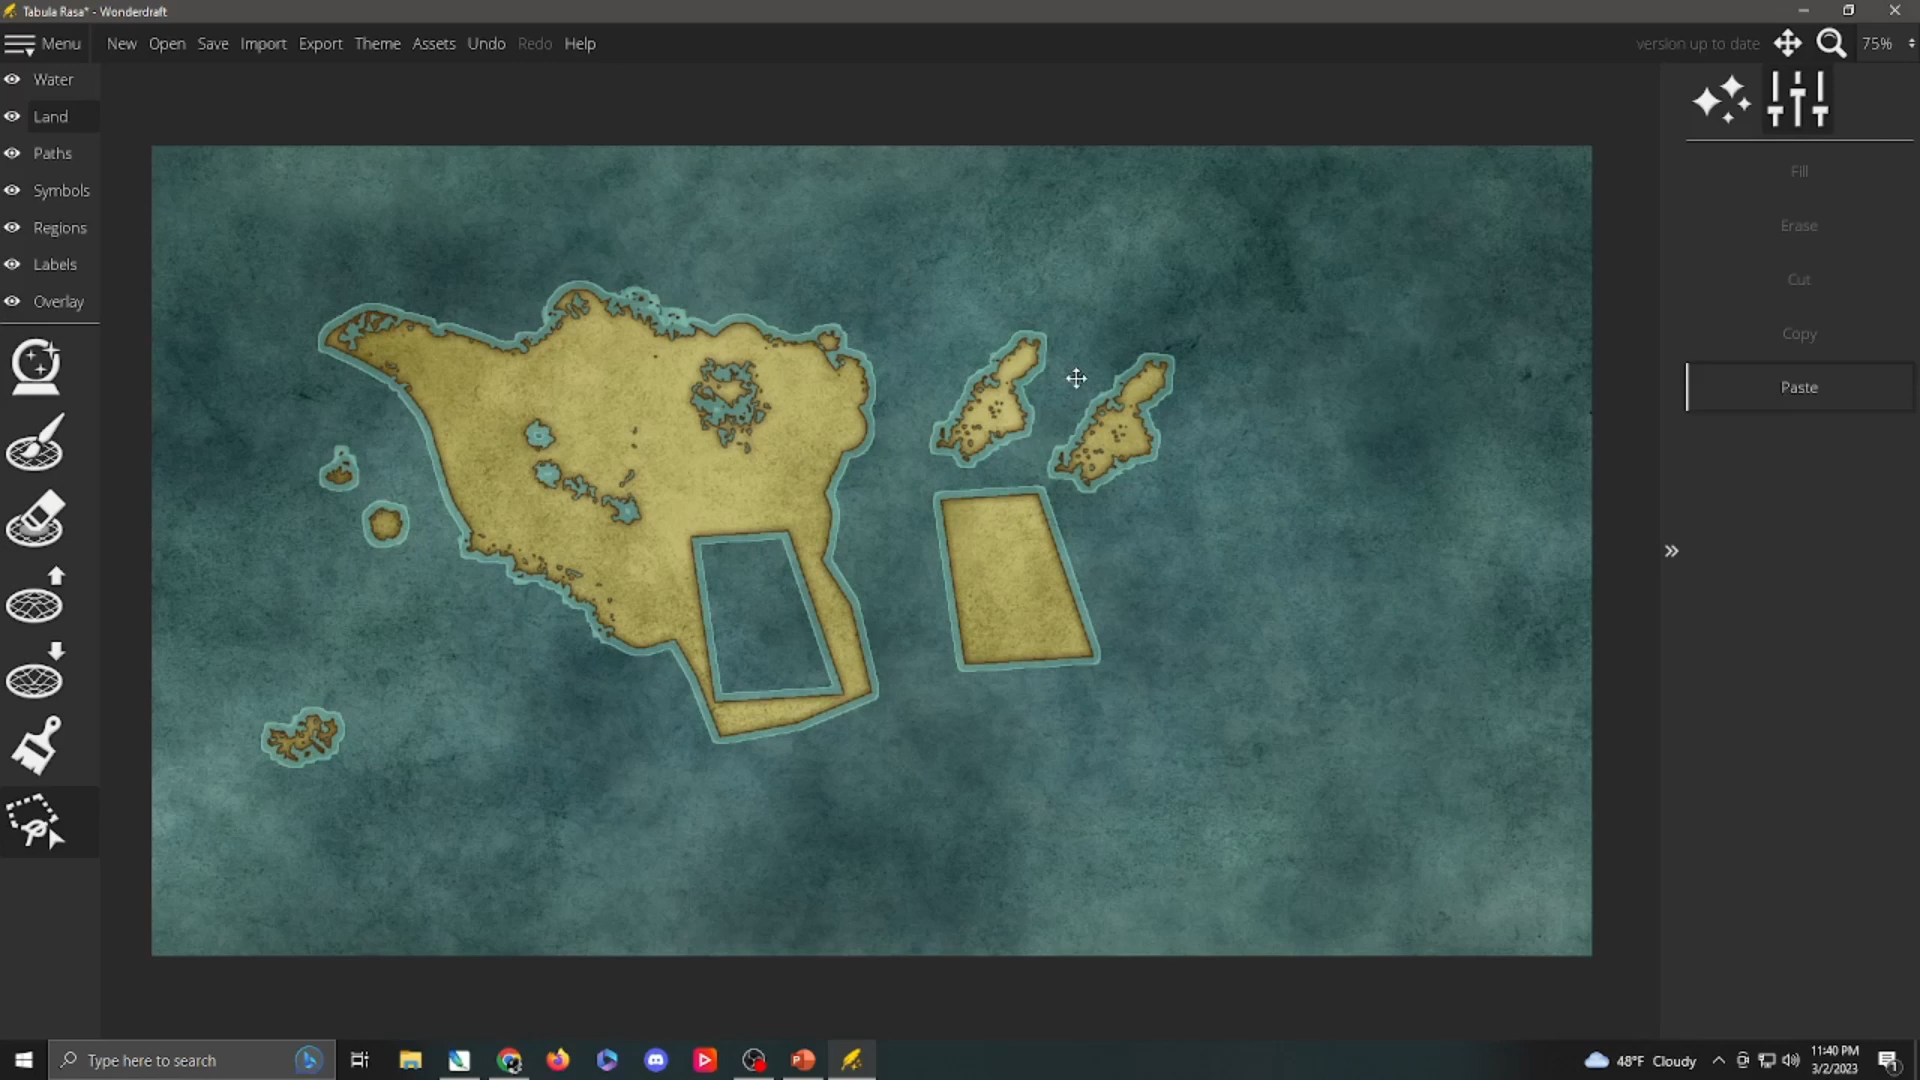 Tabula Rasa* - Wonderdraft
Menu New Open Save Import Export Theme Assets Undo Redo Help version up to date 75%
Water
Land
Paths
Symbols
Regions
Labels
Overlay
Fill
Erase
Cut
Copy
Paste
Type here to search
48°F Cloudy
11:40 PM
3/2/2023
1